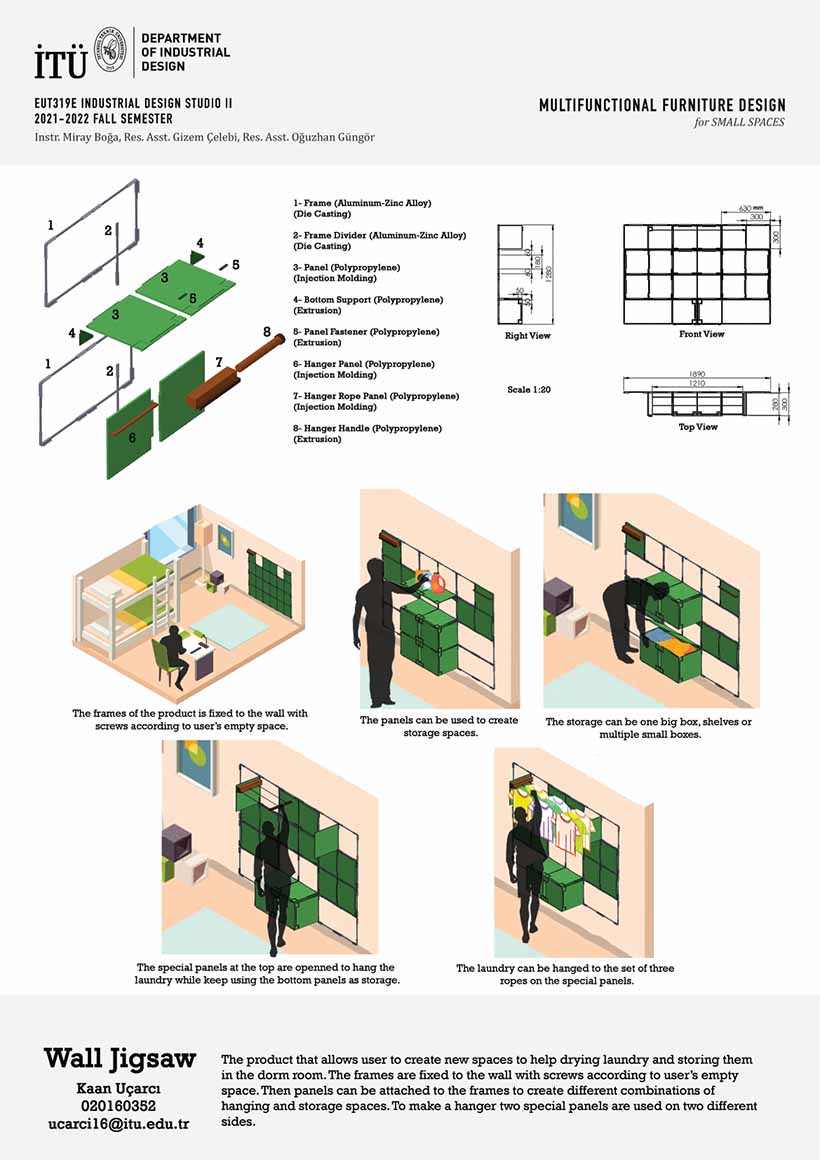 İTÜ
İSTANBUL TEKNİK ÜNİVERSİTESİ
DEPARTMENT
OF INDUSTRIAL
DESIGN
EUT319E INDUSTRIAL DESIGN STUDIO II
2021-2022 FALL SEMESTER
Instr. Miray Boğa, Res. Asst. Gizem Çelebi, Res. Asst. Oğuzhan Güngör
MULTIFUNCTIONAL FURNITURE DESIGN
for SMALL SPACES
1
2
3
4
5
3
5
4
1
2
6
7
8
1- Frame (Aluminum-Zinc Alloy)
(Die Casting)
2- Frame Divider (Aluminum-Zinc Alloy)
(Die Casting)
3- Panel (Polypropylene)
(Injection Molding)
4- Bottom Support (Polypropylene)
(Extrusion)
5- Panel Fastener (Polypropylene)
(Extrusion)
6- Hanger Panel (Polypropylene)
(Injection Molding)
7- Hanger Rope Panel (Polypropylene)
(Injection Molding)
8- Hanger Handle (Polypropylene)
(Extrusion)
60
180
60
1280
50
50
Right View
630 mm
300
300
Front View
Scale 1:20
1890
1210
280
300
Top View
The frames of the product is fixed to the wall with
screws according to user's empty space.
The panels can be used to create
storage spaces.
The storage can be one big box, shelves or
multiple small boxes.
The special panels at the top are openned to hang the
laundry while keep using the bottom panels as storage.
The laundry can be hanged to the set of three
ropes on the special panels.
Wall Jigsaw
Kaan Uçarcı
020160352
ucarci16@itu.edu.tr
The product that allows user to create new spaces to help drying laundry and storing them
in the dorm room. The frames are fixed to the wall with screws according to user's empty
space. Then panels can be attached to the frames to create different combinations of
hanging and storage spaces. To make a hanger two special panels are used on two different
sides.